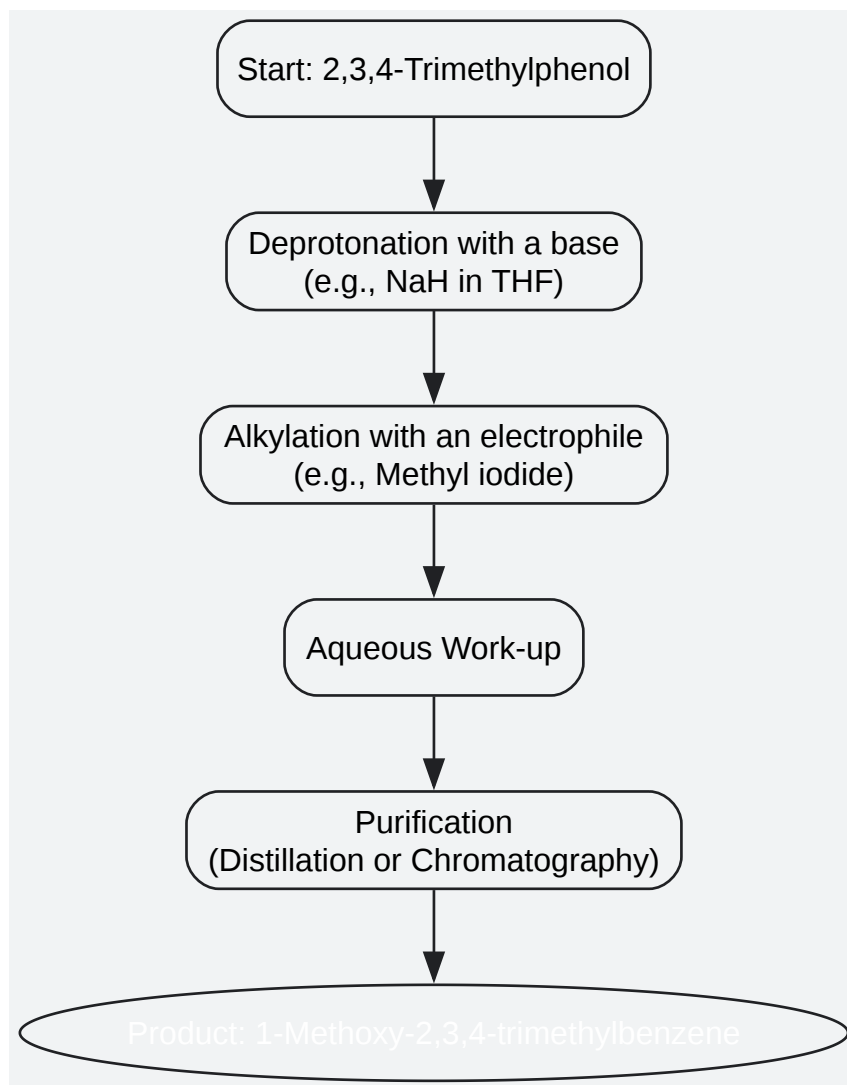 Start: 2,3,4-Trimethylphenol
Deprotonation with a base
(e.g., NaH in THF)
Alkylation with an electrophile
(e.g., Methyl iodide)
Aqueous Work-up
Purification
(Distillation or Chromatography)
Product: 1-Methoxy-2,3,4-trimethylbenzene